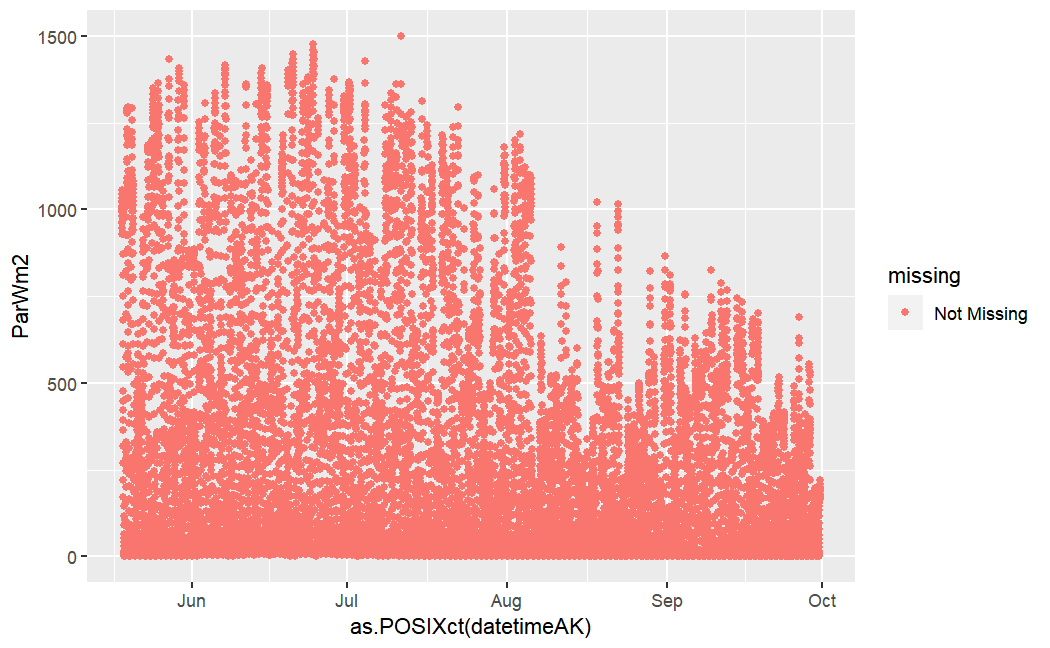 1500
1000
500
0
ParWm2
Jun Jul Aug Sep Oct
as.POSIXct(datetimeAK)
missing
Not Missing